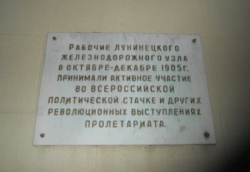 РАБОЧИЕ ЛУНИНЕЦКОГО
ЖЕЛЕЗНОДОРОЖНОГО УЗЛА
В ОКТЯБРЕ-ДЕКАБРЕ 1905г.
ПРИНИМАЛИ АКТИВНОЕ УЧАСТИЕ
ВО ВСЕРОССИЙСКОЙ
ПОЛИТИЧЕСКОЙ СТАЧКЕ И ДРУГИХ
РЕВОЛЮЦИОННЫХ ВЫСТУПЛЕНИЯХ
ПРОЛЕТАРИАТА.